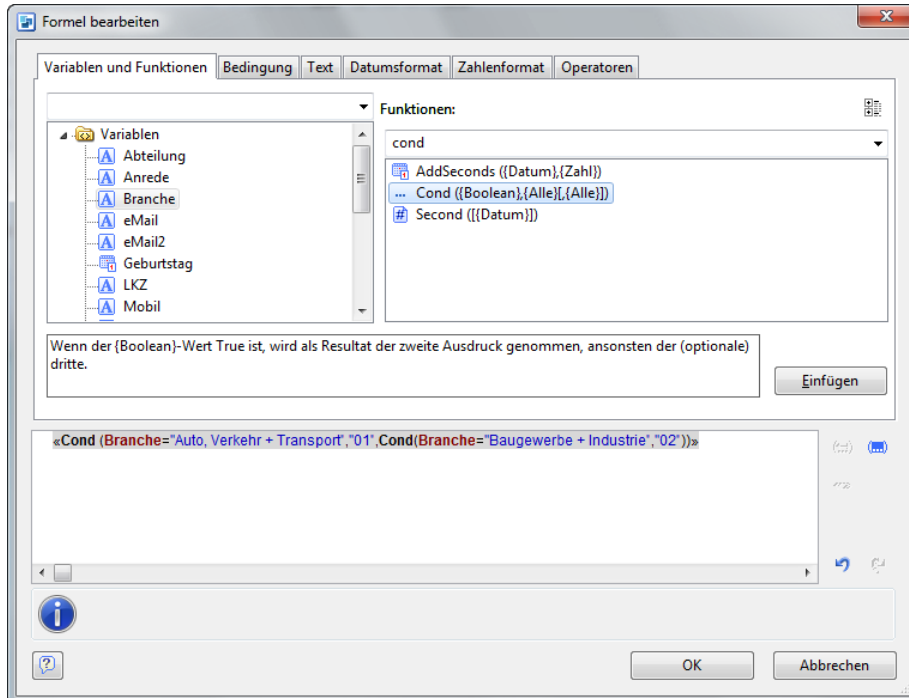 Formel bearbeiten
Variablen und Funktionen Bedingung Text Datumsformat Zahlenformat Operatoren
Funktionen:
Variablen
Abteilung
Anrede
Branche
eMail
eMail2
Geburtstag
LKZ
Mobil
cond
AddSeconds ({Datum},{Zahl})
Cond ({Boolean},{Alle}[,{Alle}])
Second ([{Datum}])
Wenn der {Boolean}-Wert True ist, wird als Resultat der zweite Ausdruck genommen, ansonsten der (optionale)
dritte.
Einfügen
«Cond (Branche="Auto, Verkehr + Transport","01",Cond(Branche="Baugewerbe + Industrie","02"))»
OK Abbrechen